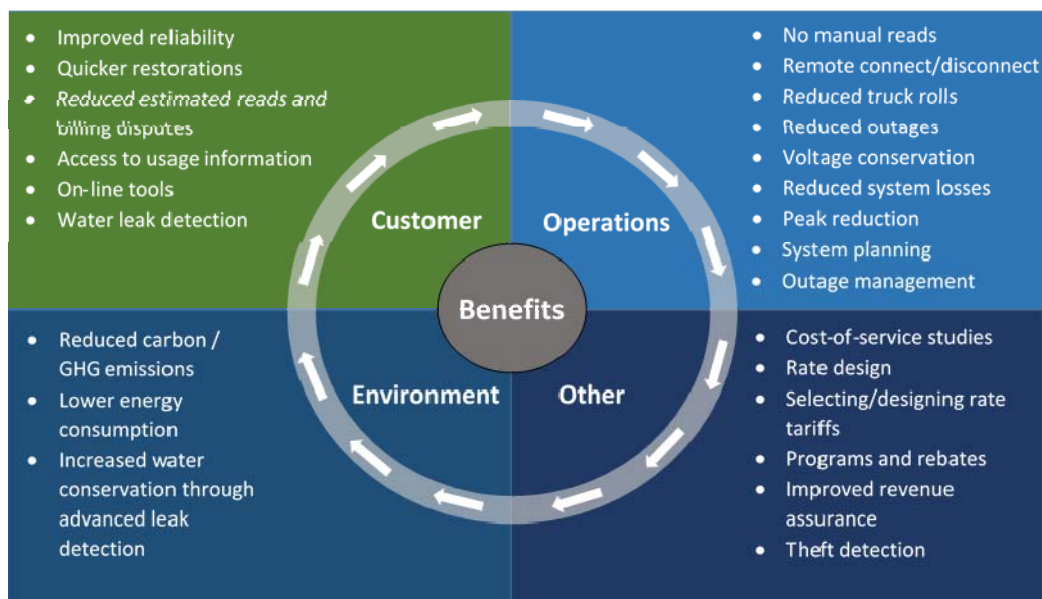 • Improved reliability
• Quicker restorations
• Reduced estimated reads and
billing disputes
• Access to usage information
• On-line tools
• Water leak detection
Customer
• No manual reads
• Remote connect/disconnect
• Reduced truck rolls
• Reduced outages
• Voltage conservation
• Reduced system losses
• Peak reduction
• System planning
• Outage management
Operations
Benefits
• Reduced carbon /
GHG emissions
• Lower energy
consumption
• Increased water
conservation through
advanced leak
detection
Environment
Other
• Cost-of-service studies
• Rate design
• Selecting/designing rate
tariffs
• Programs and rebates
• Improved revenue
assurance
• Theft detection